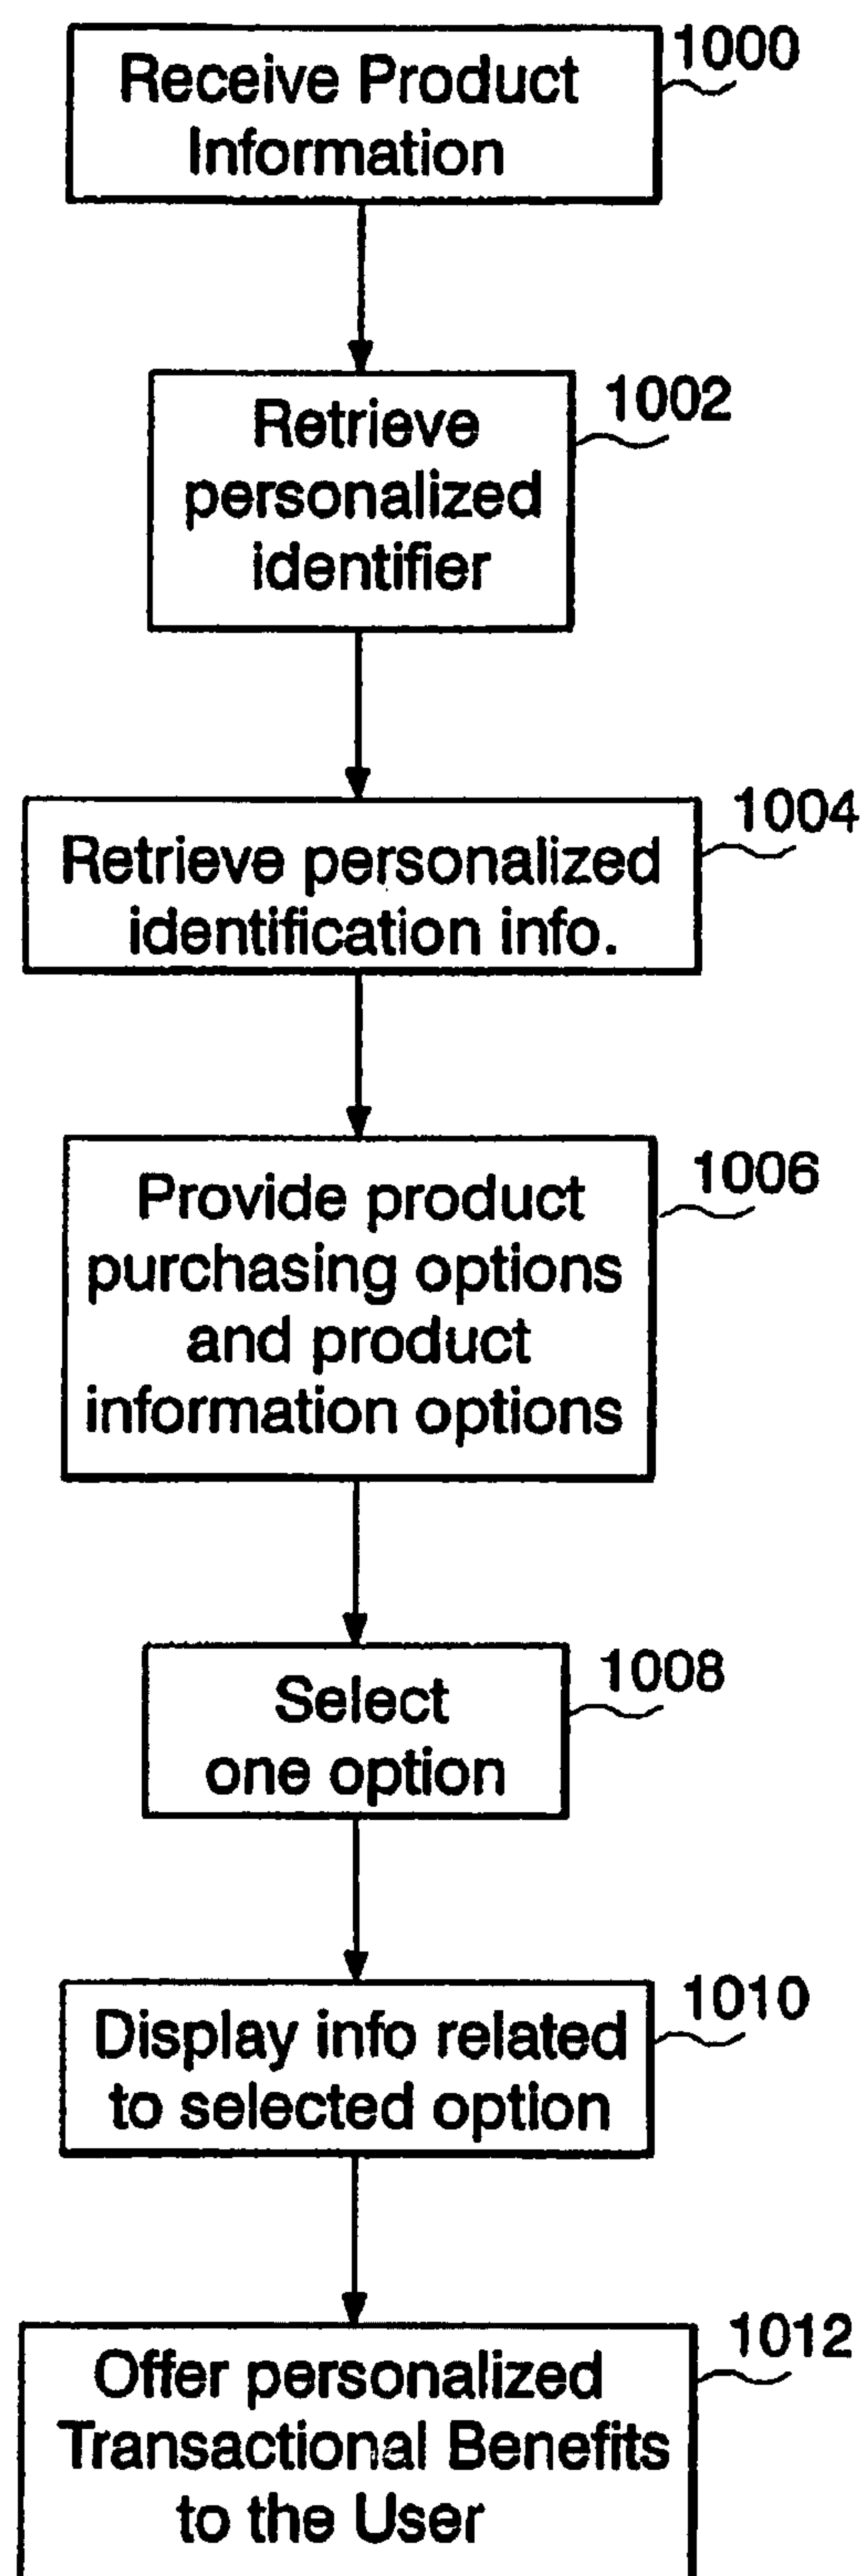 Receive Product
Information
1000
Retrieve
personalized
identifier
1002
Retrieve personalized
identification info.
1004
Provide product
purchasing options
and product
information options
1006
Select
one option
1008
Display info related
to selected option
1010
Offer personalized
Transactional Benefits
to the User
1012